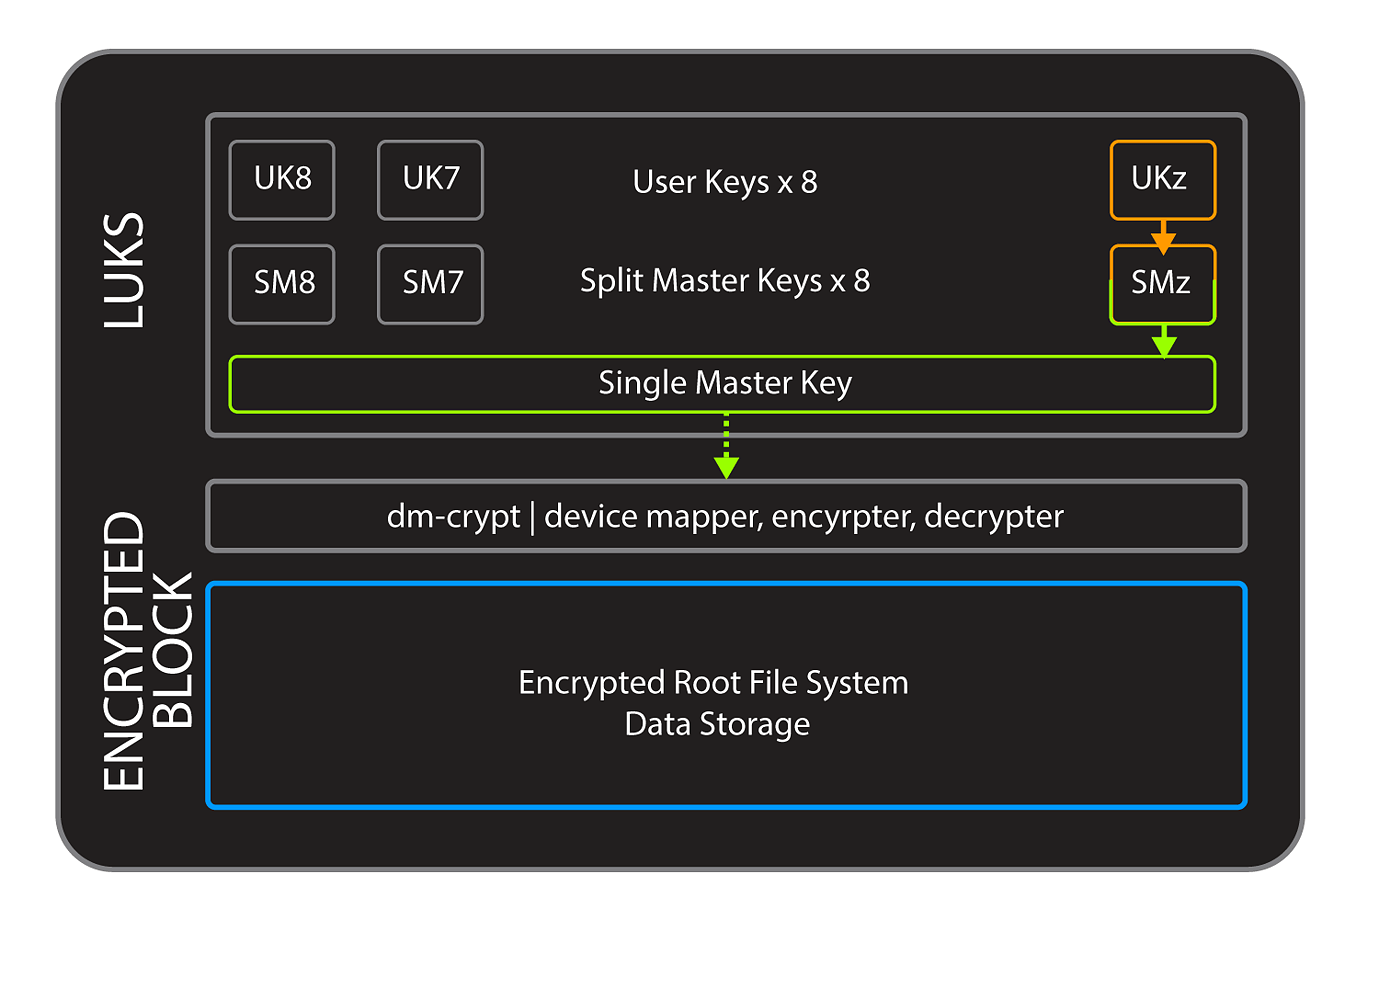 LUKS
UK8
UK7
User Keys x 8
UKz
SM8
SM7
Split Master Keys x 8
SMz
Single Master Key
ENCRYPTED
BLOCK
dm-crypt | device mapper, encyrpter, decrypter
Encrypted Root File System
Data Storage